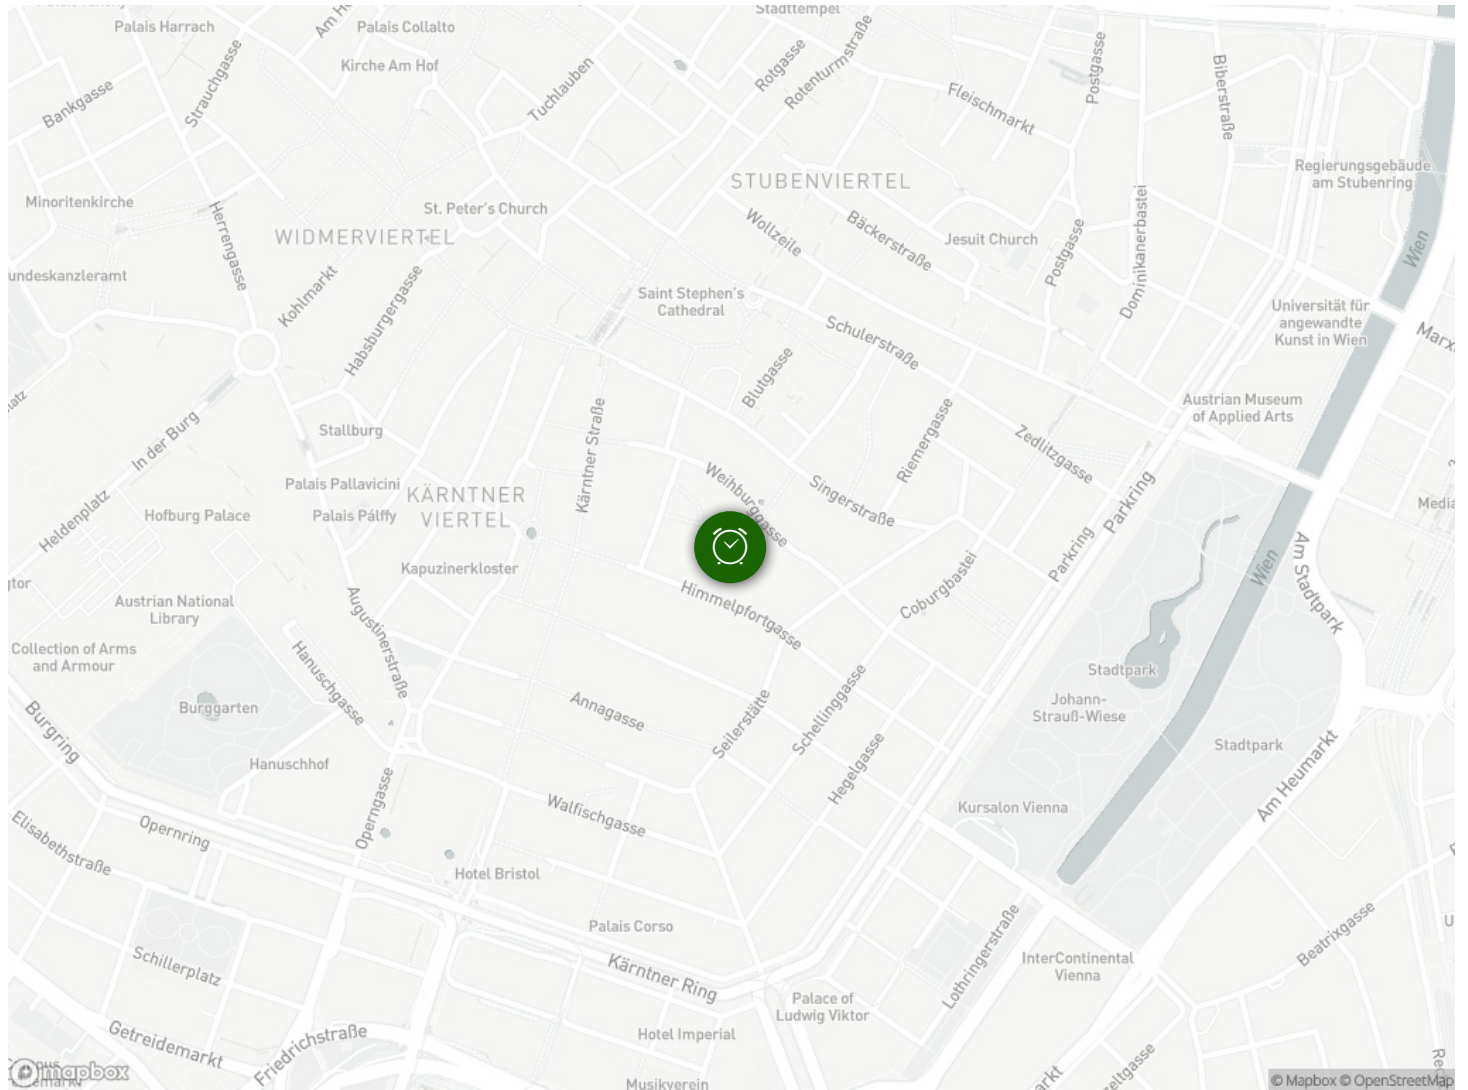 Palais Harrach
Am H
Palais Collalto
Stadttempel
Kirche Am Hof
Strauchgasse
Bankgasse
Tuchlauben
Rotgasse
Rotenturmstraße
Fleischmarkt
Postgasse
Biberstraße
Regierungsgebäude
am Stubenring
STUBENVIERTEL
Minoritenkirche
Herrengasse
St. Peter's Church
WIDMERVIERTEL
Wollzeile
Bäckerstraße
Jesuit Church
Postgasse
Dominikanerbastei
Wien
undeskanzleramt
Kohlmarkt
Habsburgergasse
Saint Stephen's
Cathedral
Schulerstraße
Universität für
angewandte
Kunst in Wien
Marx
Blutgasse
latz
In der Burg
Stallburg
Kärntner Straße
Riemergasse
Zedlitzgasse
Austrian Museum
of Applied Arts
Palais Pallavicini
KÄRNTNER
VIERTEL
Weihburggasse
Singerstraße
Parkring
Media
Heldenplatz
Hofburg Palace
Palais Pálffy
Kapuzinerkloster
Parkring
Wien
Am Stadtpark
gtor
Austrian National
Library
Augustinerstraße
Himmelpfortgasse
Coburgbastei
Collection of Arms
and Armour
Hanuschgasse
Stadtpark
Burggarten
Annagasse
Seilerstätte
Schellinggasse
Johann-
Strauß-Wiese
Burgring
Stadtpark
Hanuschhof
Hegelgasse
Am Heumarkt
Operngasse
Walfischgasse
Kursalon Vienna
Opernring
Elisabethstraße
Hotel Bristol
Palais Corso
Schillerplatz
Kärntner Ring
Lothringerstraße
InterContinental
Vienna
Beatrixgasse
Palace of
Ludwig Viktor
Hotel Imperial
Getreidemarkt
Friedrichstraße
Musikverein
arkt
zeltgasse
Rec
mapbox
© Mapbox © OpenStreetMap